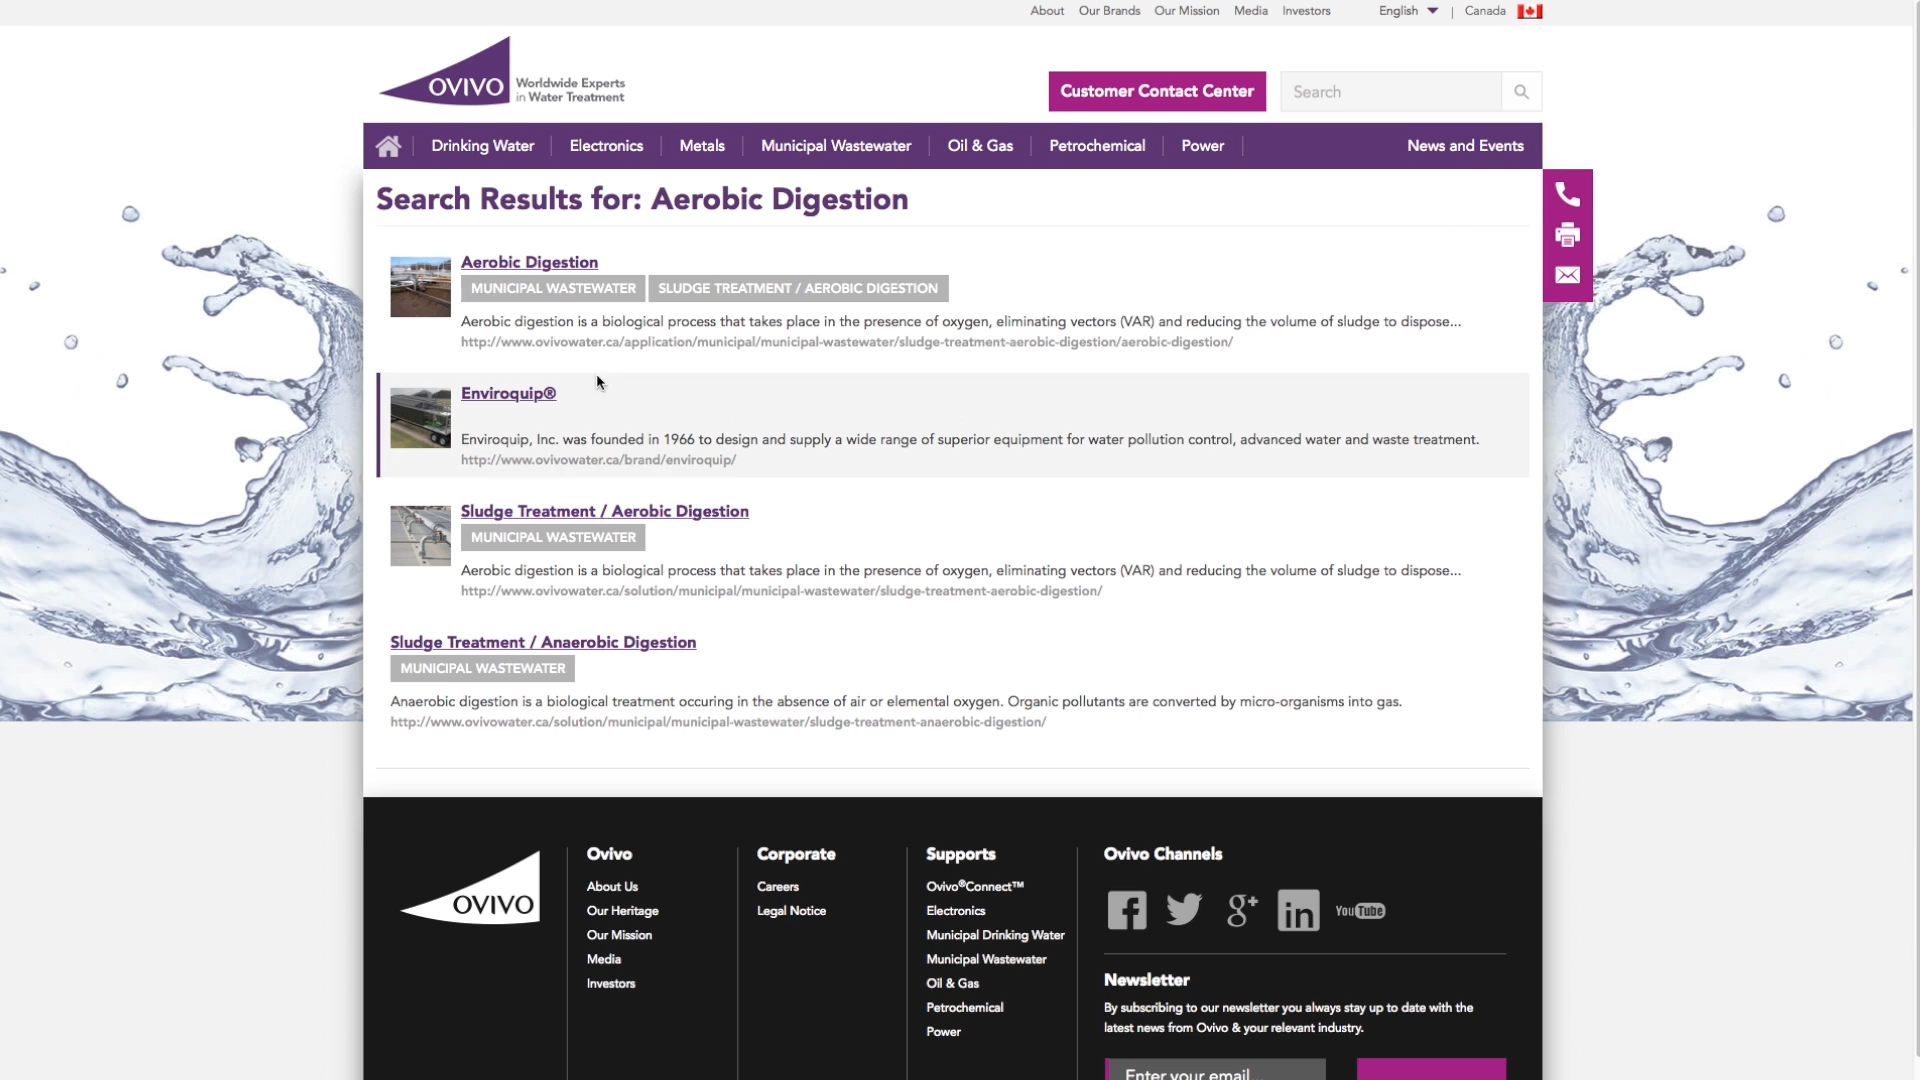 About Our Brands Our Mission Media Investors English | Canada
OVIVO Worldwide Experts
in Water Treatment
Customer Contact Center Search
Drinking Water Electronics Metals Municipal Wastewater Oil & Gas Petrochemical Power News and Events
Search Results for: Aerobic Digestion
Aerobic Digestion
MUNICIPAL WASTEWATER SLUDGE TREATMENT / AEROBIC DIGESTION
Aerobic digestion is a biological process that takes place in the presence of oxygen, eliminating vectors (VAR) and reducing the volume of sludge to dispose...
http://www.ovivowater.ca/application/municipal/municipal-wastewater/sludge-treatment-aerobic-digestion/aerobic-digestion/
Enviroquip®
Enviroquip, Inc. was founded in 1966 to design and supply a wide range of superior equipment for water pollution control, advanced water and waste treatment.
http://www.ovivowater.ca/brand/enviroquip/
Sludge Treatment / Aerobic Digestion
MUNICIPAL WASTEWATER
Aerobic digestion is a biological process that takes place in the presence of oxygen, eliminating vectors (VAR) and reducing the volume of sludge to dispose...
http://www.ovivowater.ca/solution/municipal/municipal-wastewater/sludge-treatment-aerobic-digestion/
Sludge Treatment / Anaerobic Digestion
MUNICIPAL WASTEWATER
Anaerobic digestion is a biological treatment occuring in the absence of air or elemental oxygen. Organic pollutants are converted by micro-organisms into gas.
http://www.ovivowater.ca/solution/municipal/municipal-wastewater/sludge-treatment-anaerobic-digestion/
OVIVO
Ovivo
About Us
Our Heritage
Our Mission
Media
Investors
Corporate
Careers
Legal Notice
Supports
Ovivo®Connect™
Electronics
Municipal Drinking Water
Municipal Wastewater
Oil & Gas
Petrochemical
Power
Ovivo Channels
You Tube
Newsletter
By subscribing to our newsletter you always stay up to date with the
latest news from Ovivo & your relevant industry.
Enter your email...